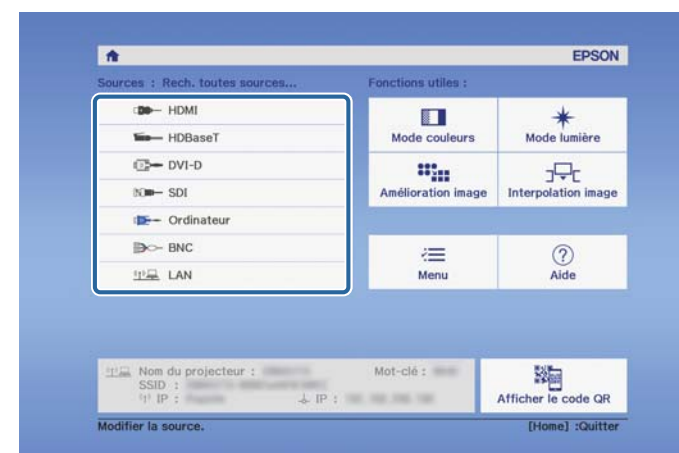 EPSON
Sources : Rech. toutes sources...
HDMI
HDBaseT
DVI-D
SDI
Ordinateur
BNC
LAN
Fonctions utiles :
Mode couleurs
Mode lumière
Amélioration image
Interpolation image
Menu
Aide
Nom du projecteur :
Mot-clé :
SSID :
IP :
IP :
Afficher le code QR
Modifier la source.
[Home] :Quitter